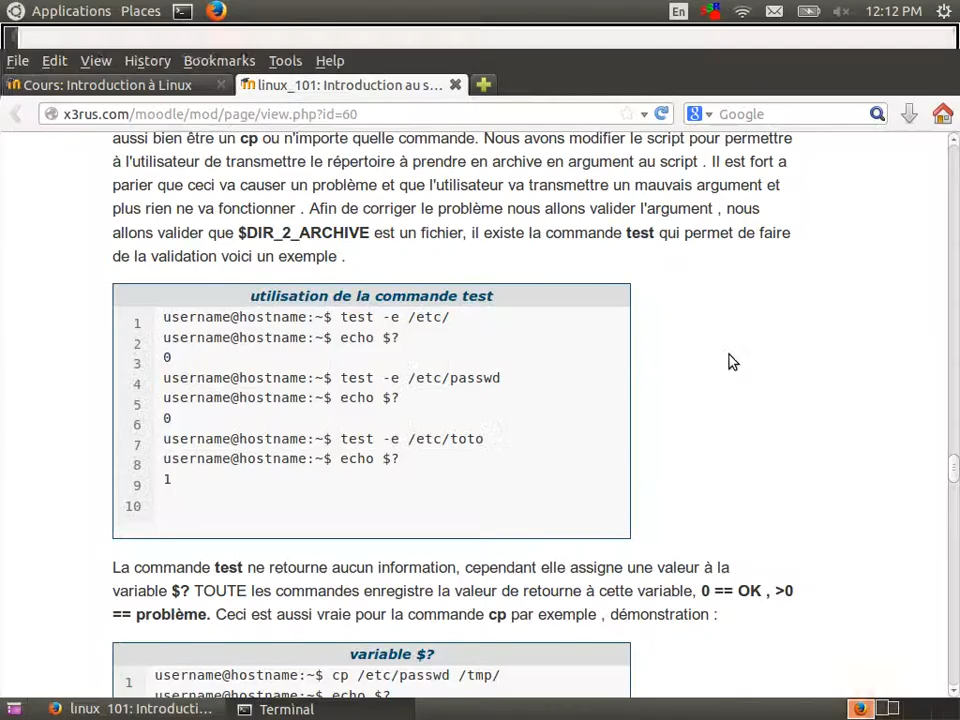 Applications Places En 12:12 PM
File Edit View History Bookmarks Tools Help
Cours: Introduction à Linux linux_101: Introduction au s...
x3rus.com/moodle/mod/page/view.php?id=60 Google
aussi bien être un cp ou n'importe quelle commande. Nous avons modifier le script pour permettre
à l'utilisateur de transmettre le répertoire à prendre en archive en argument au script . Il est fort a
parier que ceci va causer un problème et que l'utilisateur va transmettre un mauvais argument et
plus rien ne va fonctionner . Afin de corriger le problème nous allons valider l'argument , nous
allons valider que $DIR_2_ARCHIVE est un fichier, il existe la commande test qui permet de faire
de la validation voici un exemple .
utilisation de la commande test
1 username@hostname:~$ test -e /etc/
2 username@hostname:~$ echo $?
3 0
4 username@hostname:~$ test -e /etc/passwd
5 username@hostname:~$ echo $?
6 0
7 username@hostname:~$ test -e /etc/toto
8 username@hostname:~$ echo $?
9 1
10
La commande test ne retourne aucun information, cependant elle assigne une valeur à la
variable $? TOUTE les commandes enregistre la valeur de retourne à cette variable, 0 == OK , >0
== problème. Ceci est aussi vraie pour la commande cp par exemple , démonstration :
variable $?
1 username@hostname:~$ cp /etc/passwd /tmp/
username@hostname:~$ echo $?
linux_101: Introducti... Terminal